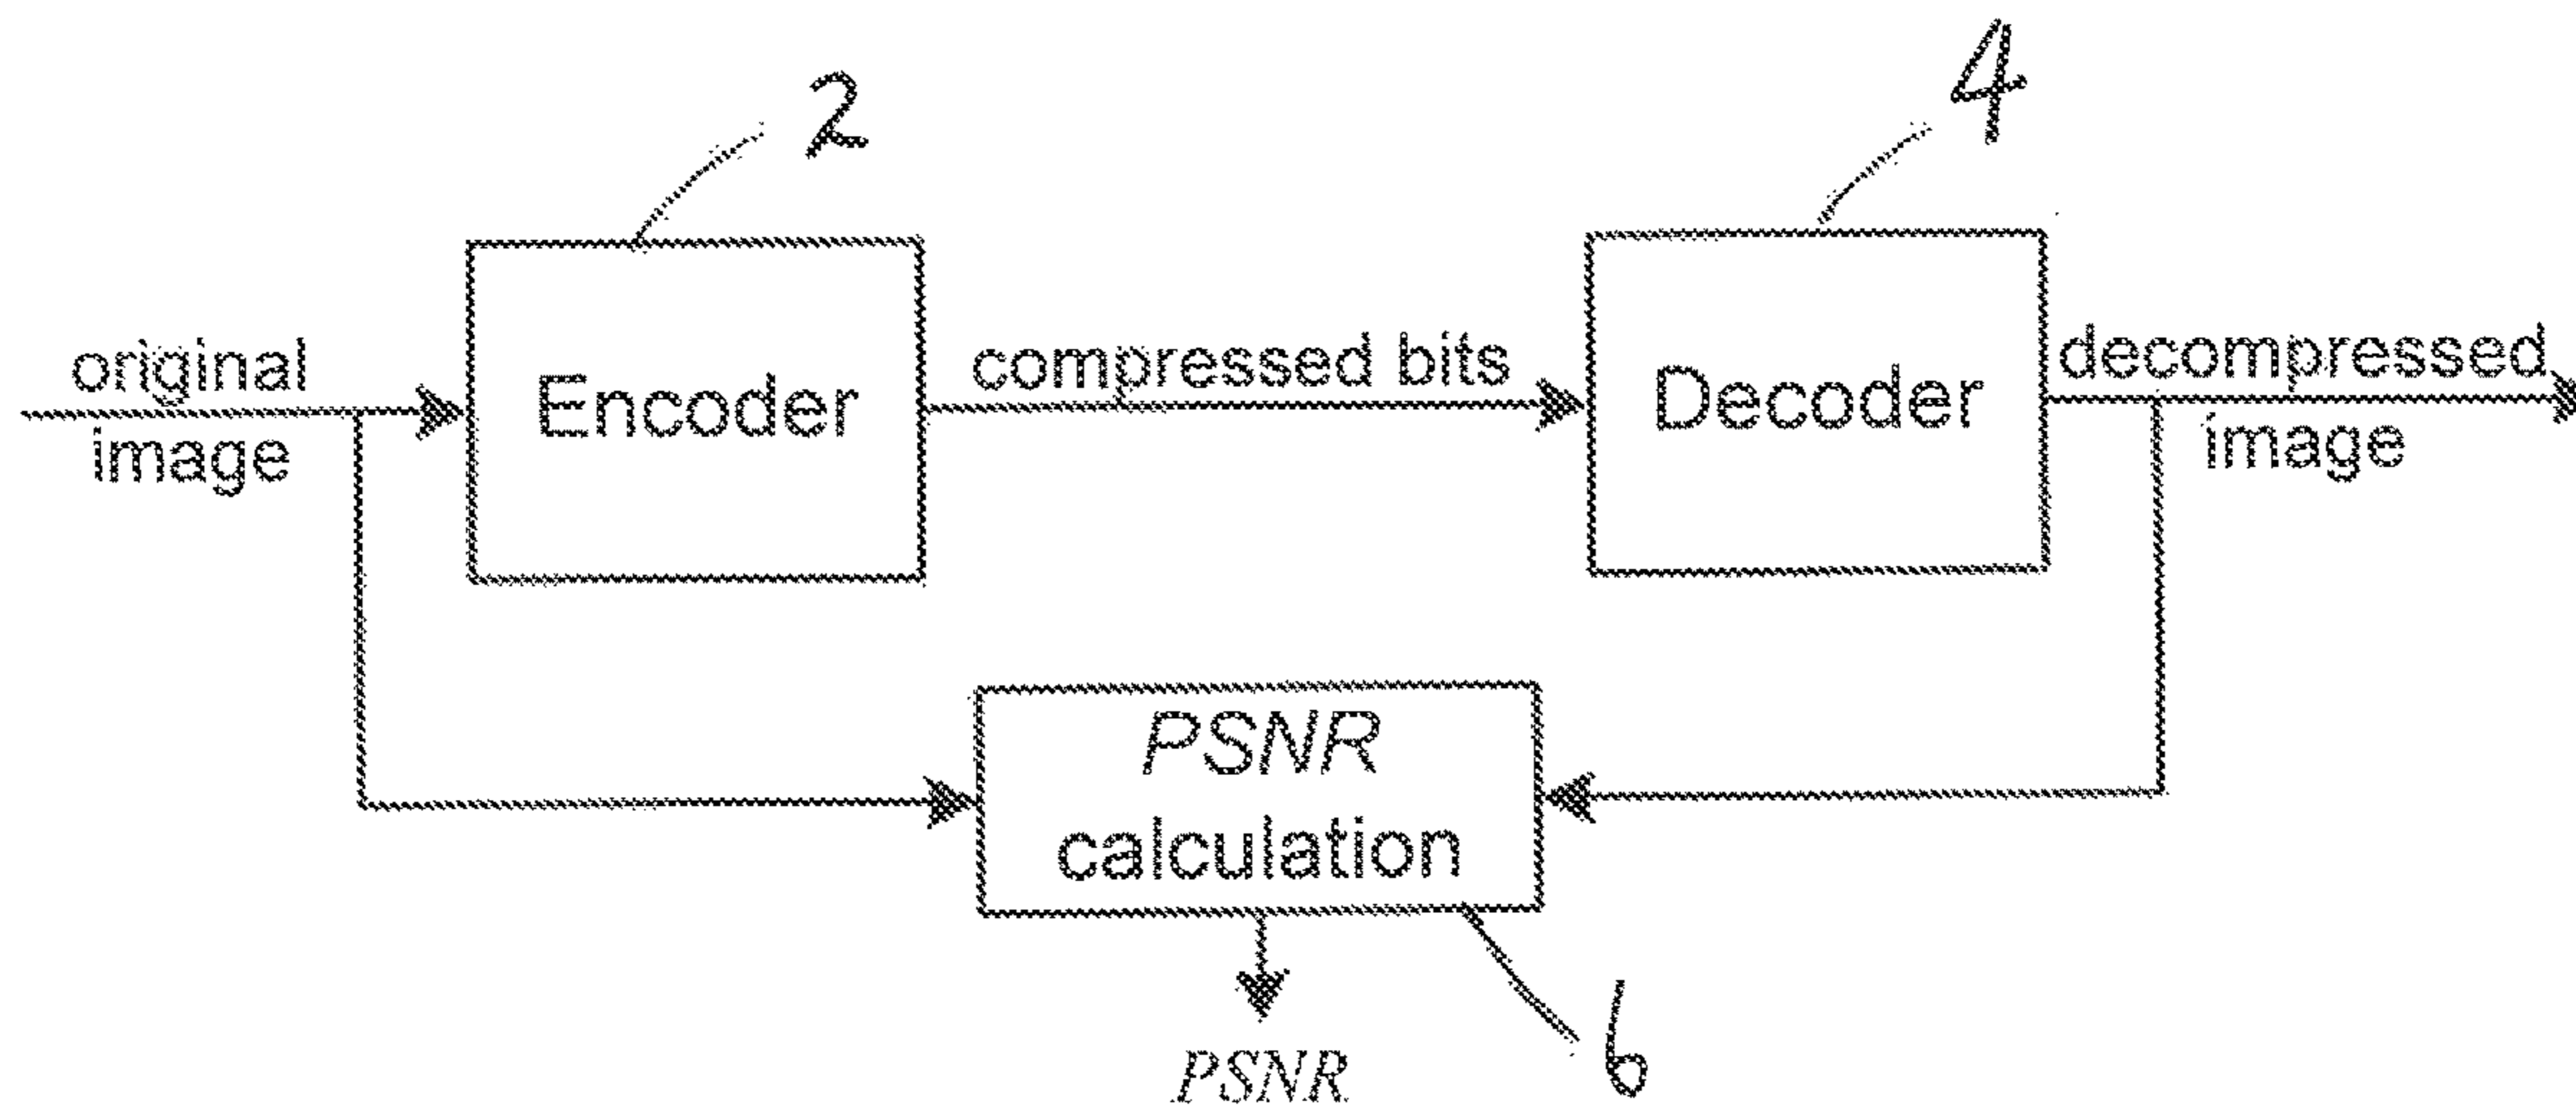 2
4
original
image
Encoder
compressed bits
Decoder
decompressed
image
PSNR
calculation
PSNR
6